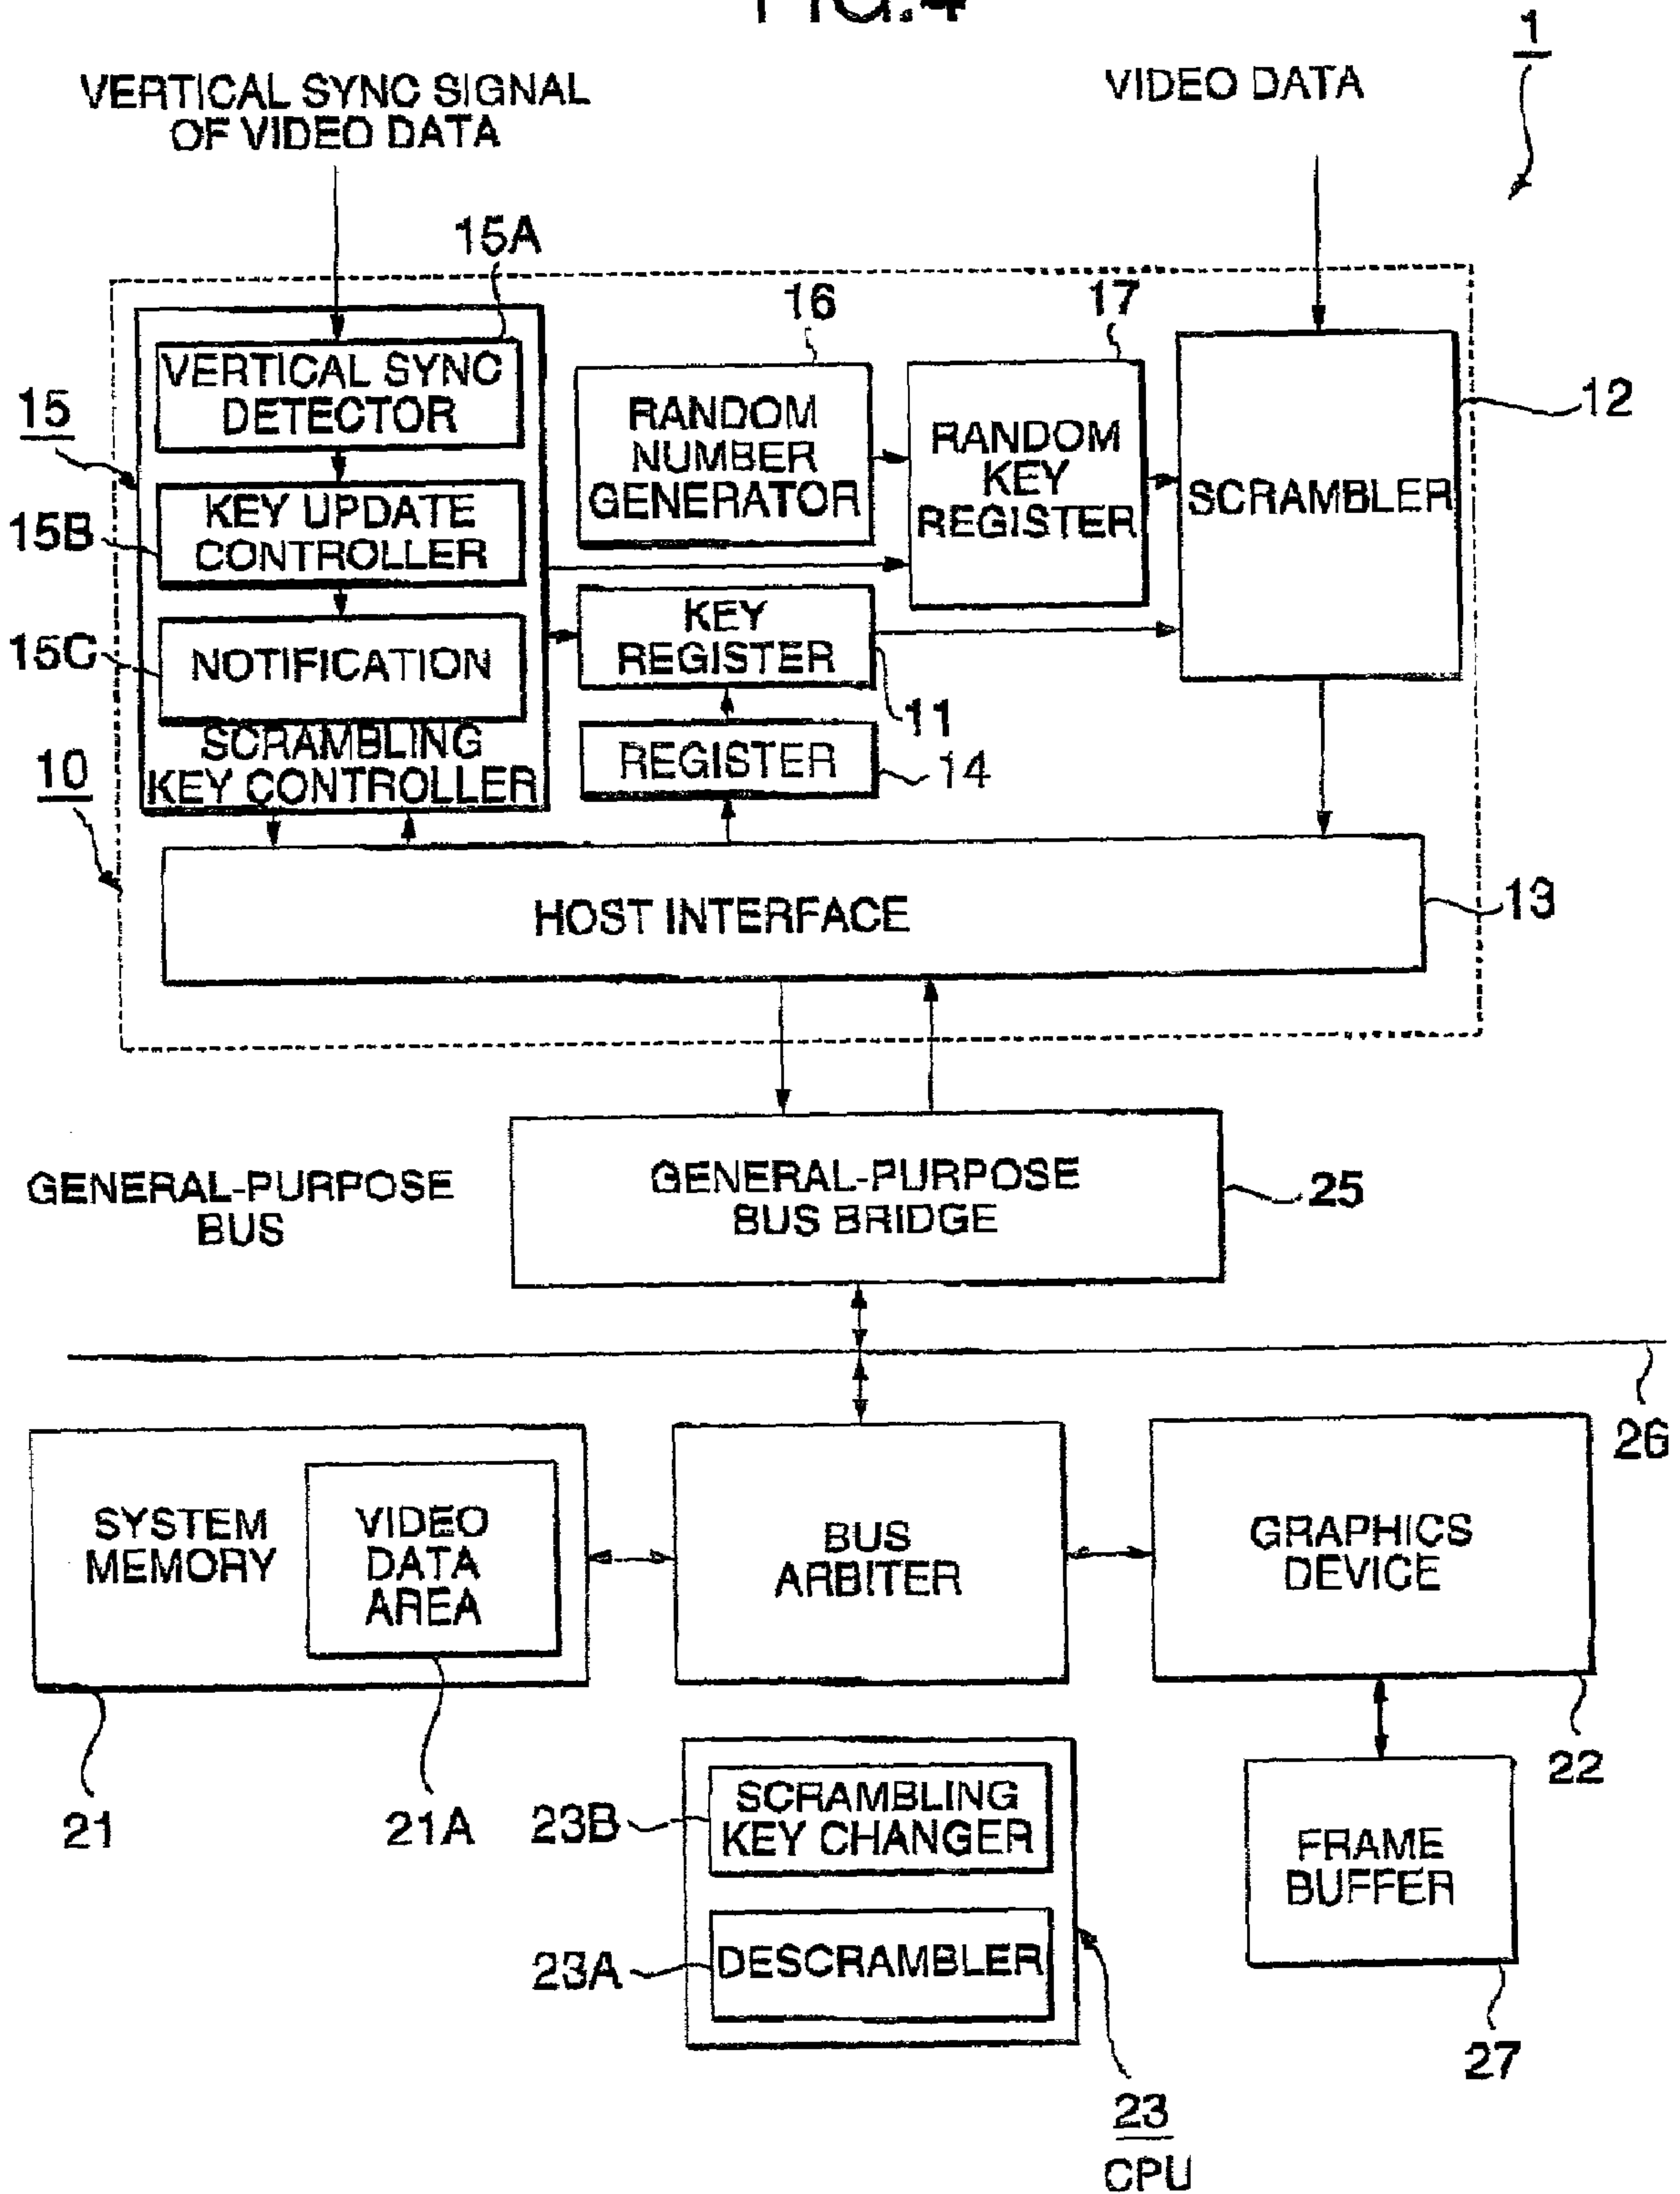 FIG.4
1
VERTICAL SYNC SIGNAL
OF VIDEO DATA
VIDEO DATA
15A
16
17
VERTICAL SYNC
DETECTOR
15
12
RANDOM
NUMBER
GENERATOR
RANDOM
KEY
REGISTER
SCRAMBLER
KEY UPDATE
CONTROLLER
15B
KEY
REGISTER
15C
NOTIFICATION
11
SCRAMBLING
KEY CONTROLLER
REGISTER
14
10
HOST INTERFACE
13
GENERAL-PURPOSE
BUS
GENERAL-PURPOSE
BUS BRIDGE
25
26
SYSTEM
MEMORY
VIDEO
DATA
AREA
BUS
ARBITER
GRAPHICS
DEVICE
22
21
21A
23B
SCRAMBLING
KEY CHANGER
FRAME
BUFFER
23A
DESCRAMBLER
27
23
CPU